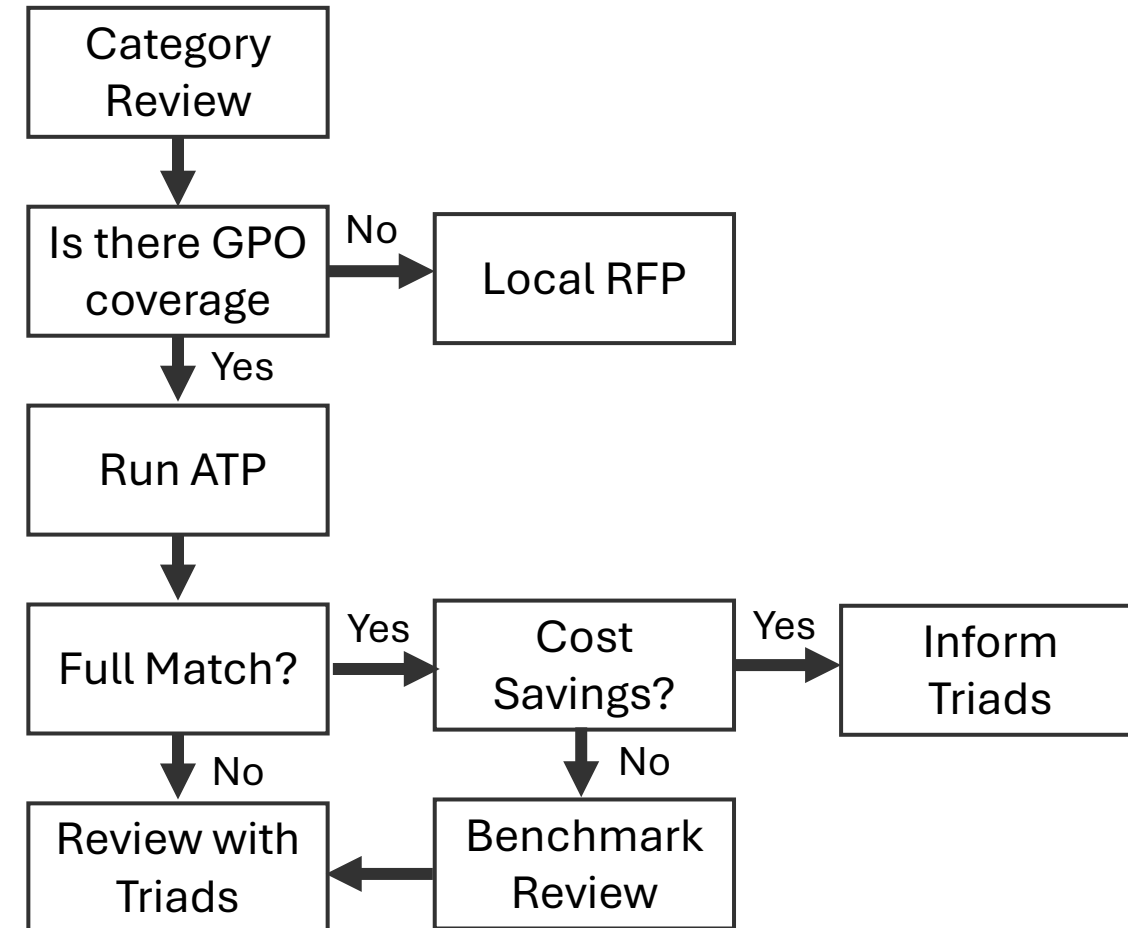 Category
Review
Is there GPO
coverage
No
Local RFP
Yes
Run ATP
Full Match?
Yes
Cost
Savings?
Yes
Inform
Triads
No
No
Review with
Triads
Benchmark
Review